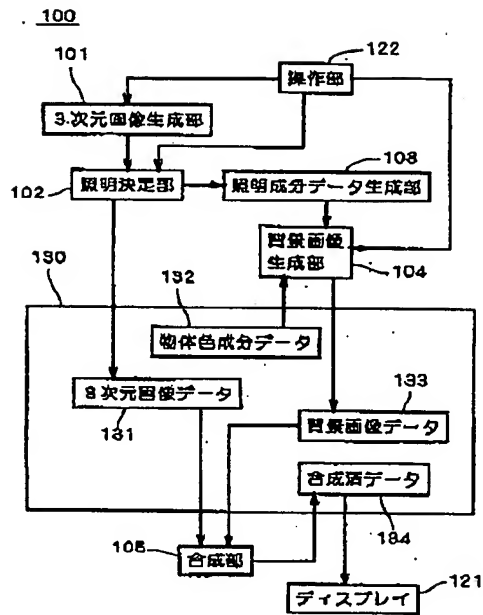 100
101
122
操作部
3次元画像生成部
102
照明決定部
108
照明成分データ生成部
背景画像
生成部
104
130
132
物体色成分データ
3次元画像データ
131
133
背景画像データ
合成済データ
134
105
合成部
121
ディスプレイ